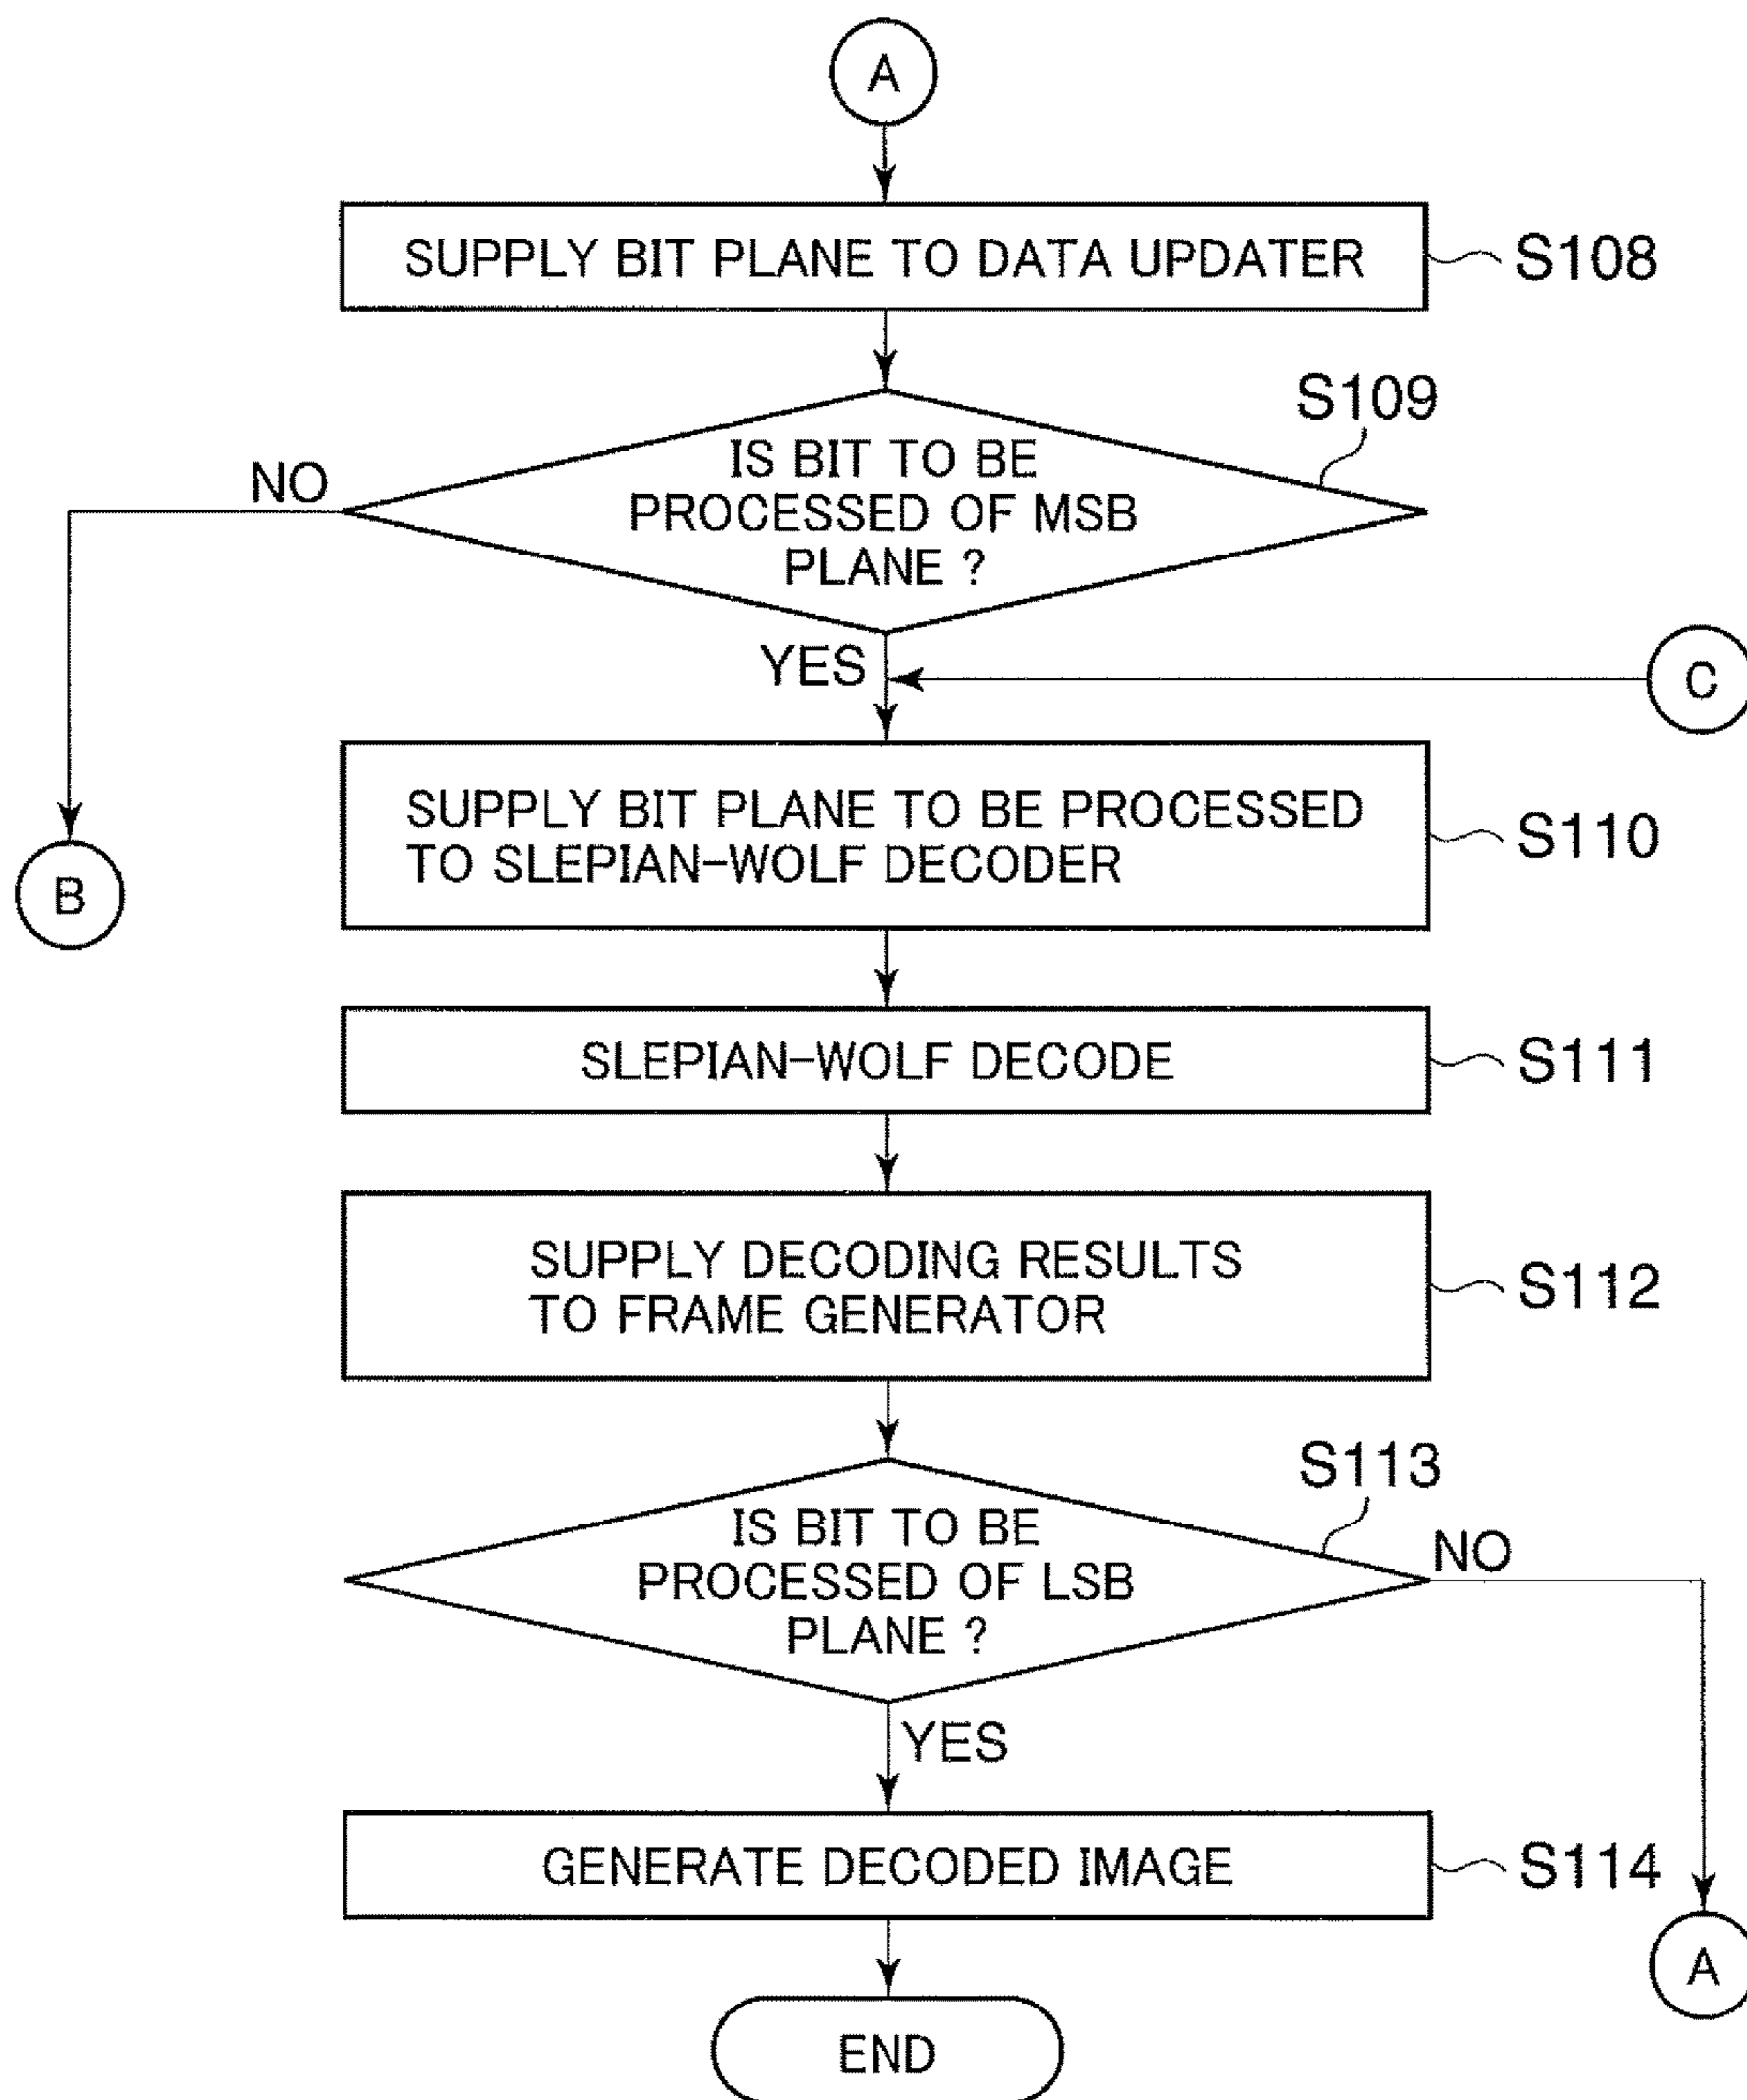 A
SUPPLY BIT PLANE TO DATA UPDATER
S108
S109
IS BIT TO BE
PROCESSED OF MSB
PLANE ?
NO
YES
C
SUPPLY BIT PLANE TO BE PROCESSED
TO SLEPIAN-WOLF DECODER
S110
B
SLEPIAN-WOLF DECODE
S111
SUPPLY DECODING RESULTS
TO FRAME GENERATOR
S112
S113
IS BIT TO BE
PROCESSED OF LSB
PLANE ?
NO
YES
GENERATE DECODED IMAGE
S114
A
END